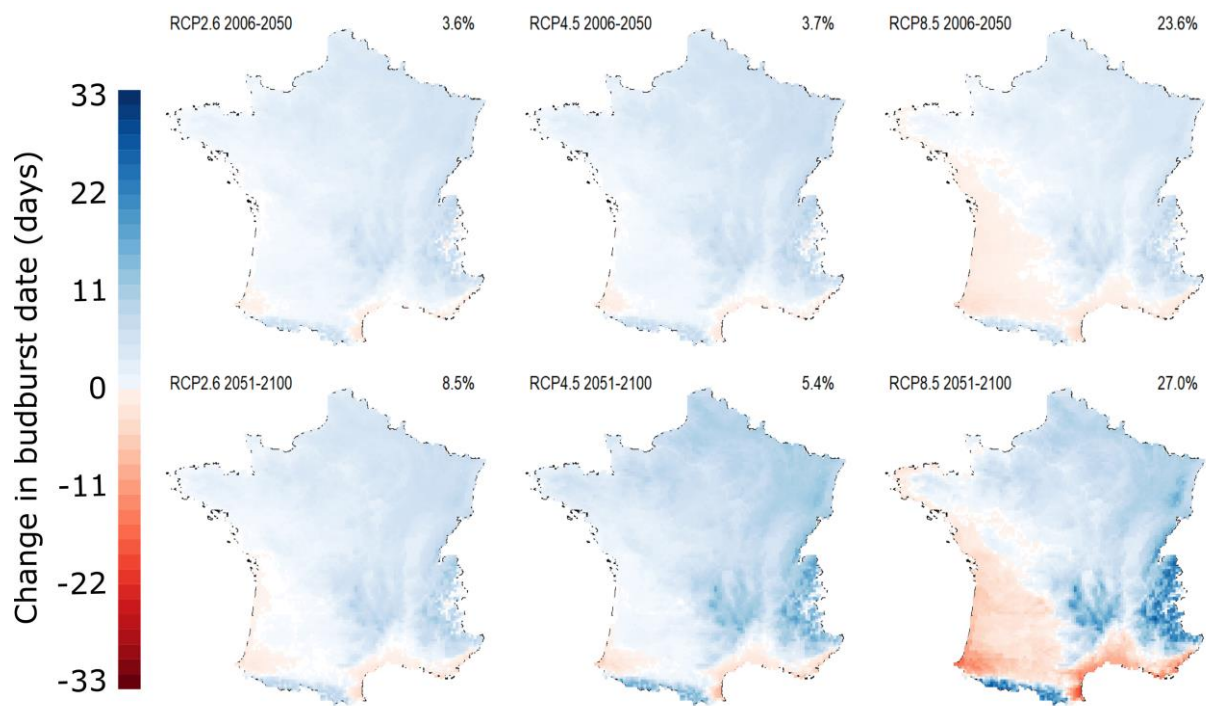 RCP2.6 2006-2050 3.6%
RCP4.5 2006-2050 3.7%
RCP8.5 2006-2050 23.6%
Change in budburst date (days)
33
22
11
0
-11
-22
-33
RCP2.6 2051-2100 8.5%
RCP4.5 2051-2100 5.4%
RCP8.5 2051-2100 27.0%